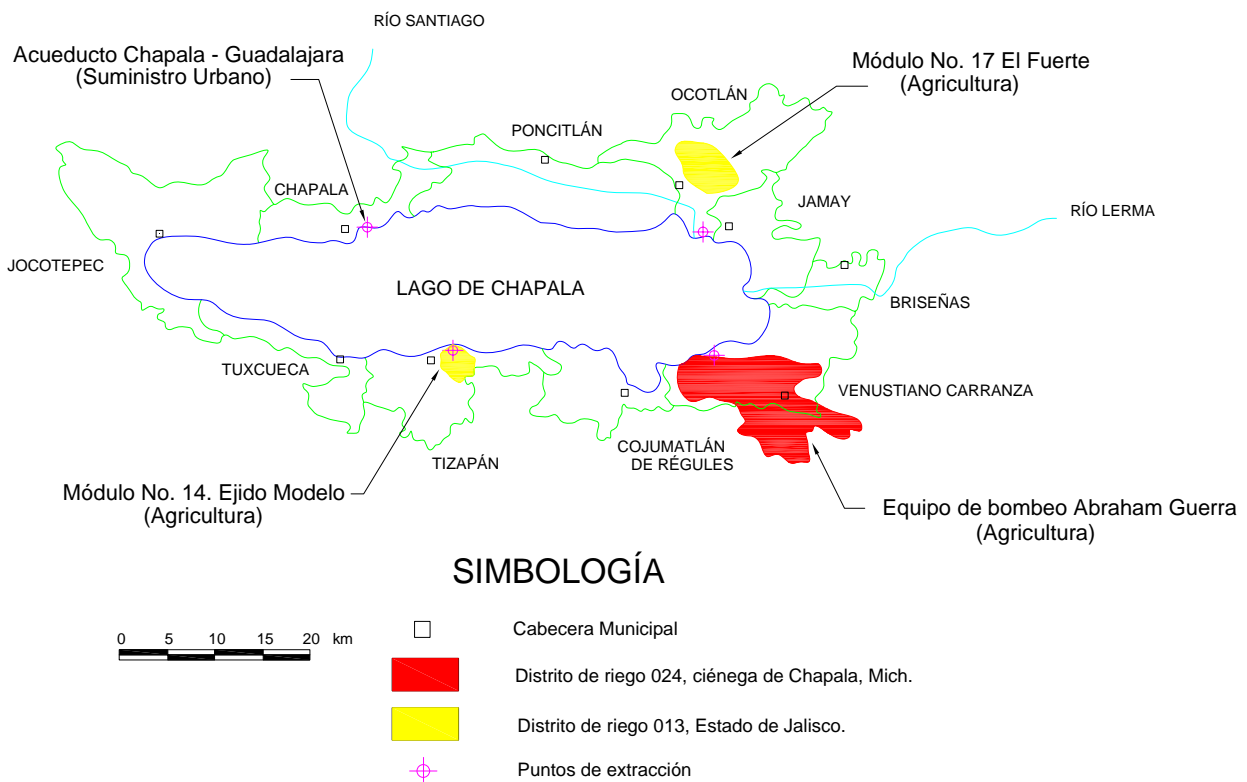 RÍO SANTIAGO
Acueducto Chapala - Guadalajara
(Suministro Urbano)
Módulo No. 17 El Fuerte
(Agricultura)
OCOTLÁN
PONCITLÁN
CHAPALA
JAMAY
RÍO LERMA
JOCOTEPEC
LAGO DE CHAPALA
BRISEÑAS
TUXCUECA
VENUSTIANO CARRANZA
COJUMATLÁN
DE RÉGULES
TIZAPÁN
Módulo No. 14. Ejido Modelo
(Agricultura)
Equipo de bombeo Abraham Guerra
(Agricultura)
SIMBOLOGÍA
0 5 10 15 20 km
Cabecera Municipal
Distrito de riego 024, ciénega de Chapala, Mich.
Distrito de riego 013, Estado de Jalisco.
Puntos de extracción